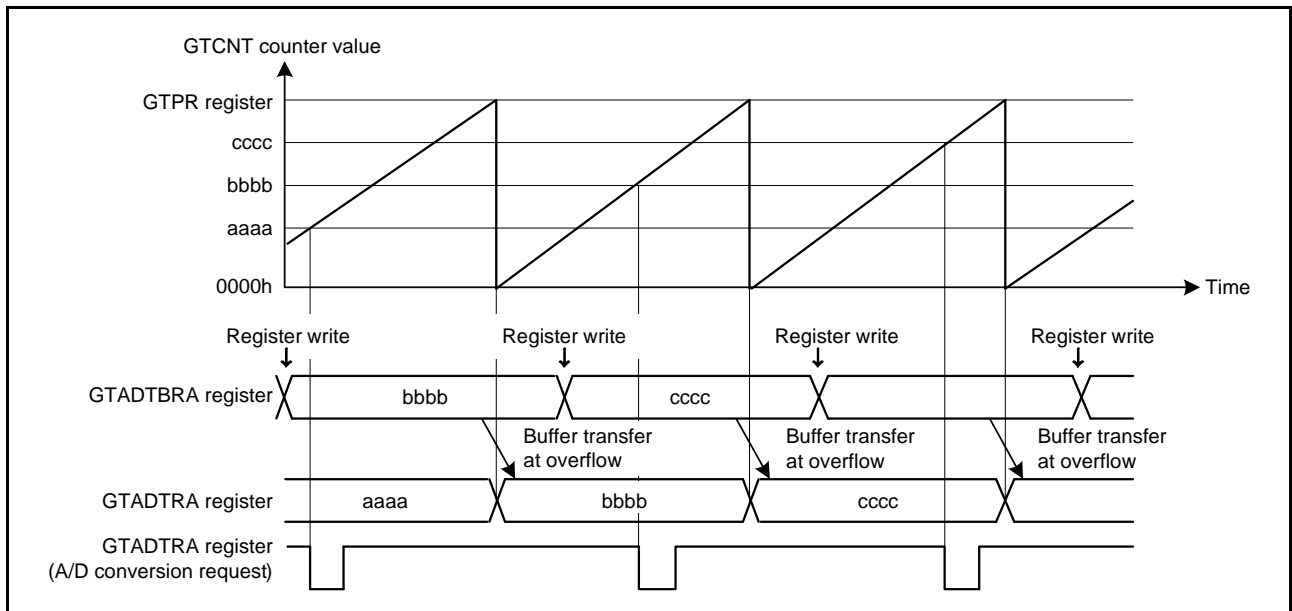 GTCNT counter value
GTPR register
cccc
bbbb
aaaa
0000h
Time
Register write Register write Register write Register write
GTADTBRA register bbbb cccc
Buffer transfer at overflow Buffer transfer at overflow Buffer transfer at overflow
GTADTRA register aaaa bbbb cccc
GTADTRA register
(A/D conversion request)